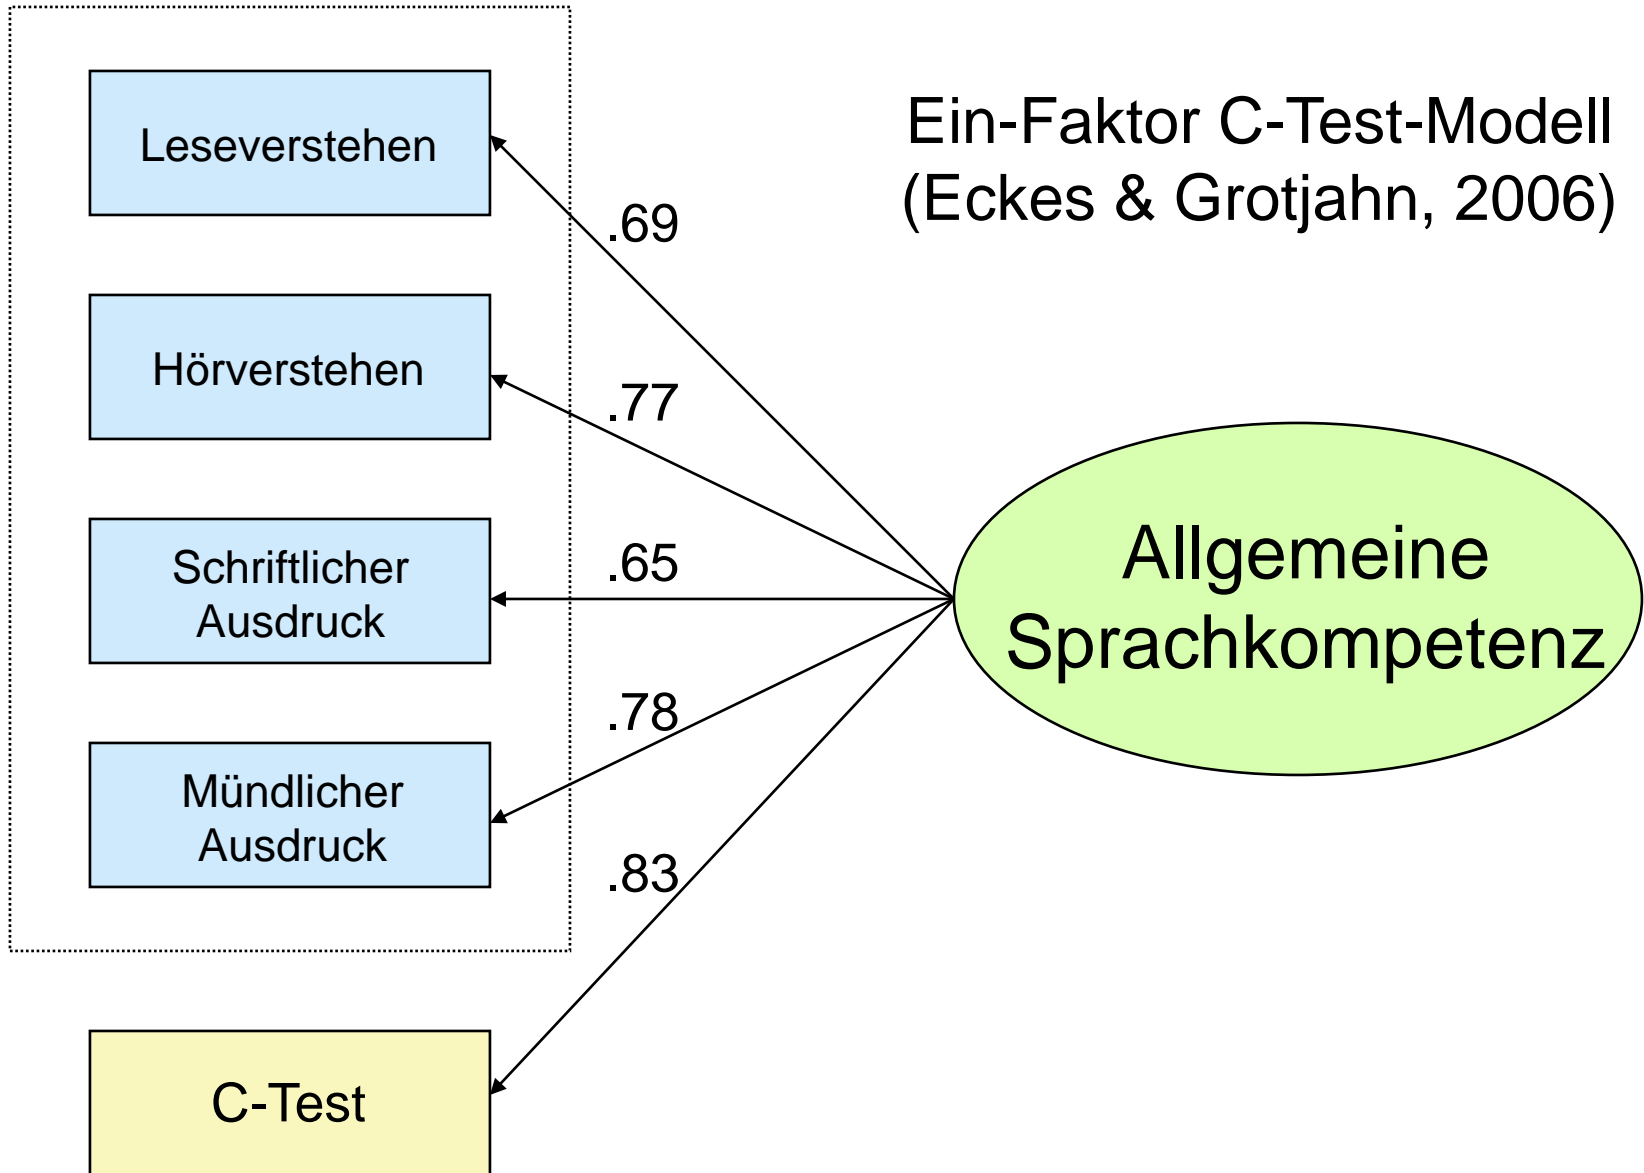 Ein-Faktor C-Test-Modell
(Eckes & Grotjahn, 2006)
Leseverstehen
.69
Hörverstehen
.77
Schriftlicher
Ausdruck
.65
Mündlicher
Ausdruck
.78
.83
C-Test
Allgemeine
Sprachkompetenz